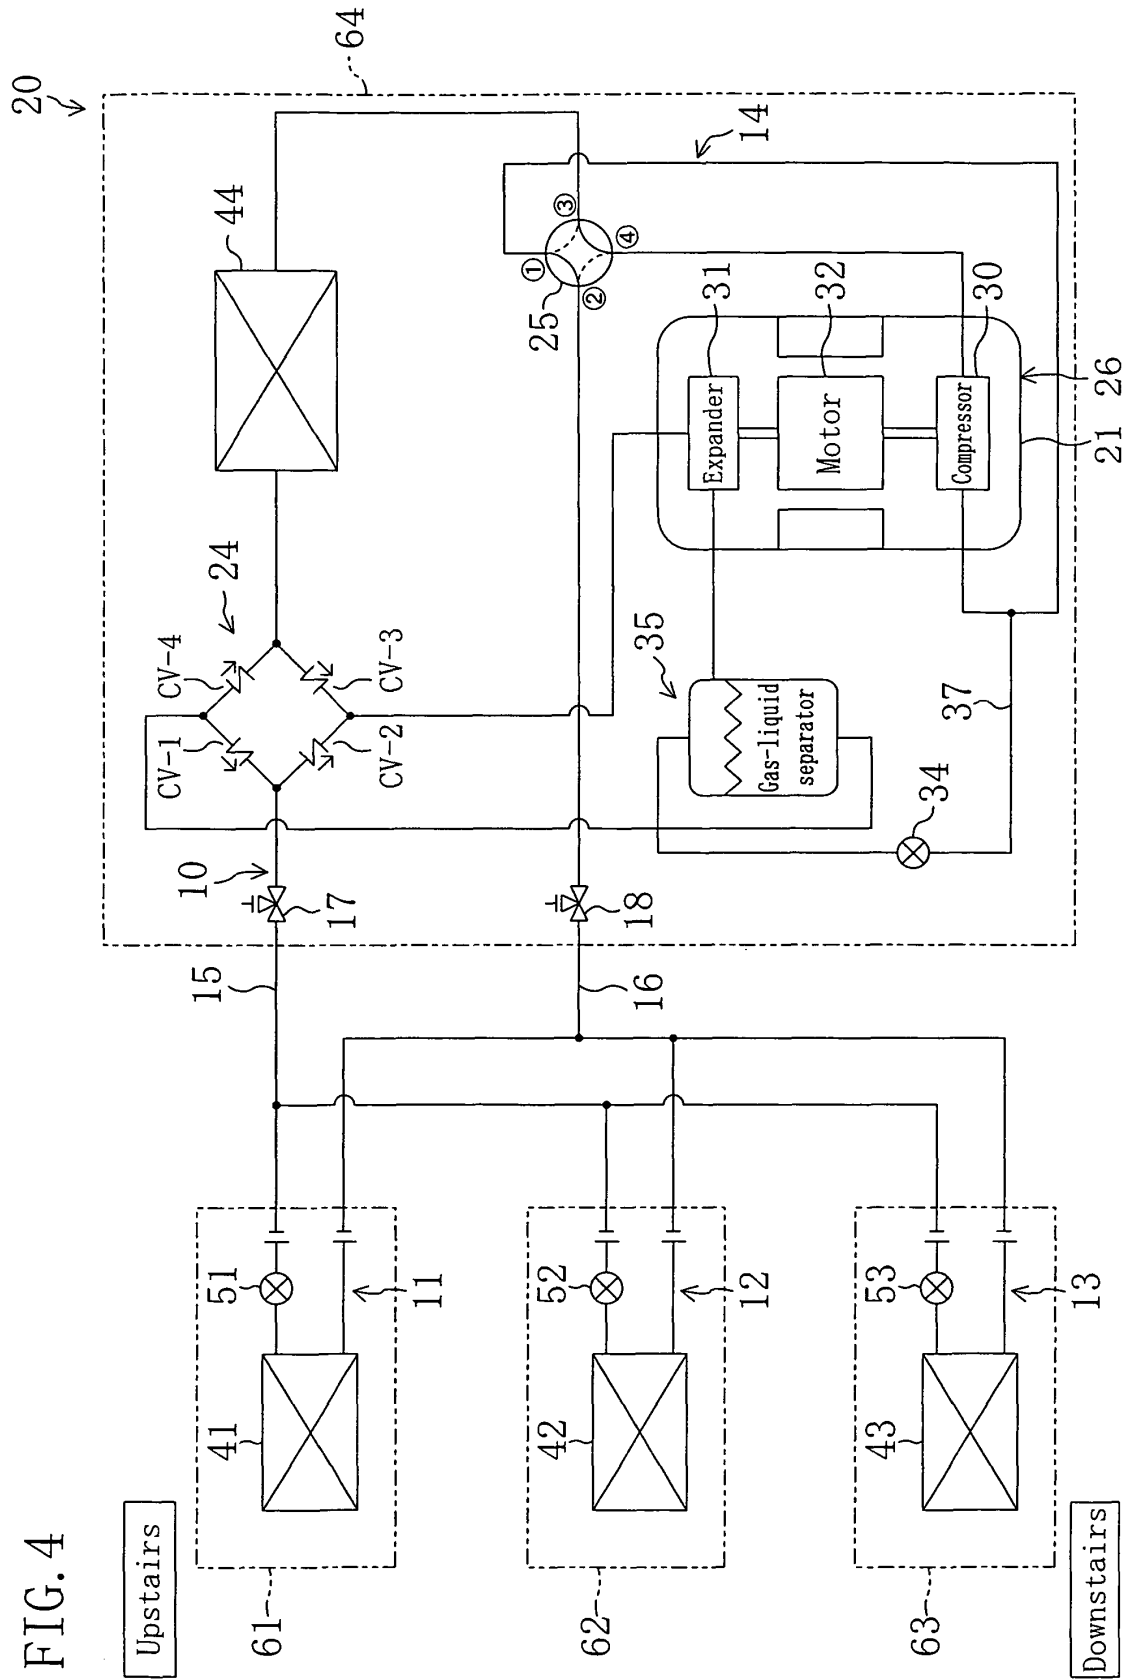 FIG. 4
Upstairs
Downstairs
61
62
63
41
42
43
51
52
53
11
12
13
15
16
10
17
18
20
64
44
24
CV-1
CV-4
CV-2
CV-3
25
①
②
③
④
14
35
Gas-liquid
separator
34
37
Expander
Motor
Compressor
31
32
30
26
21